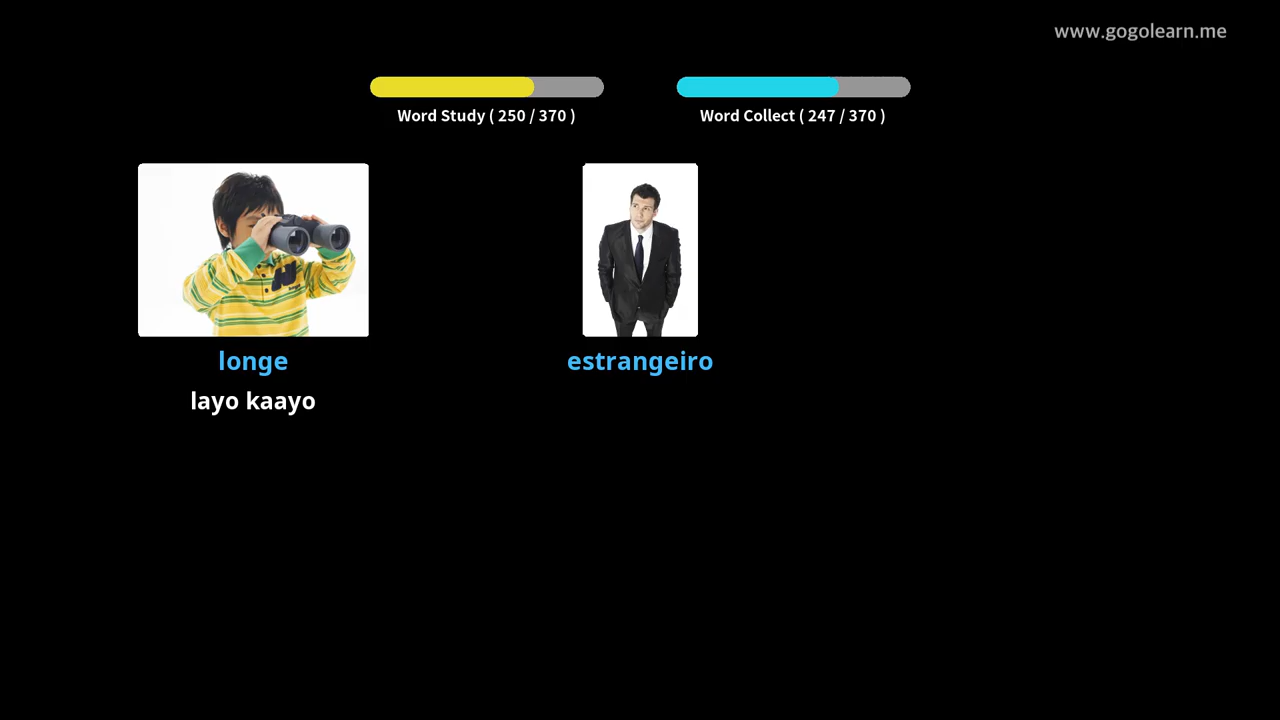 www.gogolearn.me
Word Study ( 250 / 370 )
Word Collect ( 247 / 370 )
longe
estrangeiro
layo kaayo